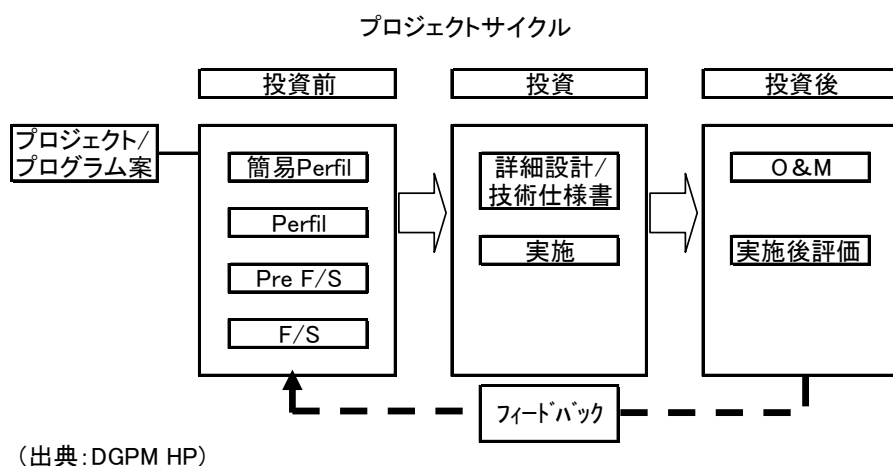 プロジェクトサイクル
投資前
投資
投資後
プロジェクト/
プログラム案
簡易Perfil
Perfil
Pre F/S
F/S
詳細設計/
技術仕様書
実施
O&M
実施後評価
フィードバック
（出典:DGPM HP）